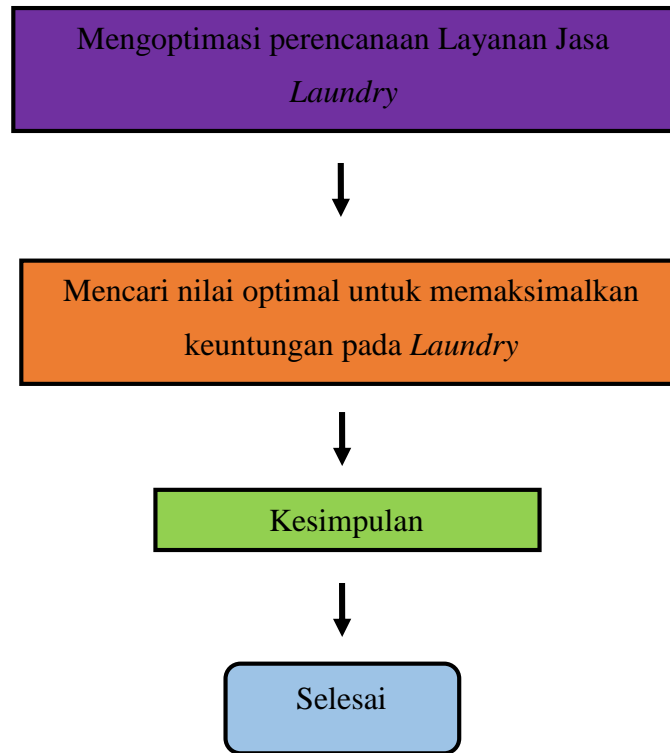 Mengoptimasi perencanaan Layanan Jasa
Laundry
Mencari nilai optimal untuk memaksimalkan
keuntungan pada Laundry
Kesimpulan
Selesai